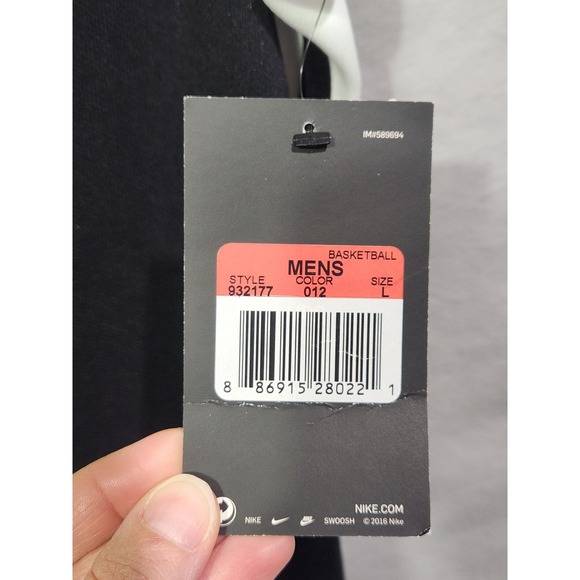 IM#589694
BASKETBALL
MENS
STYLE COLOR SIZE
932177 012 L
8 86915 28022 1
NIKE.COM
NIKE SWOOSH © 2016 Nike